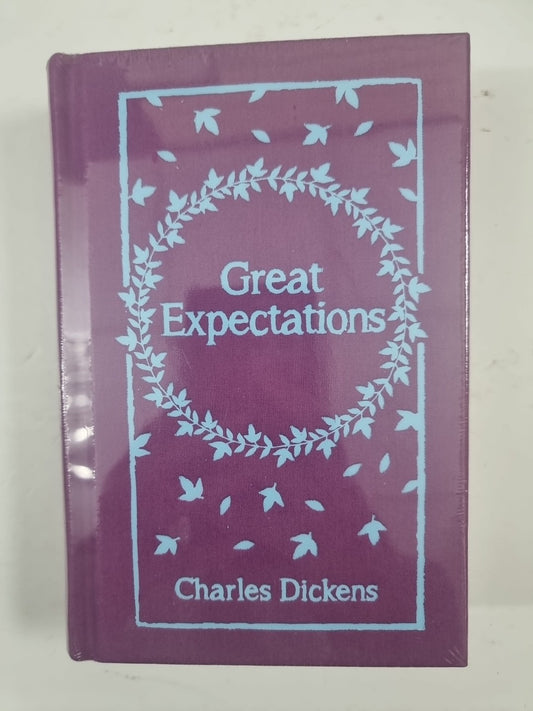 Great
Expectations
Charles Dickens